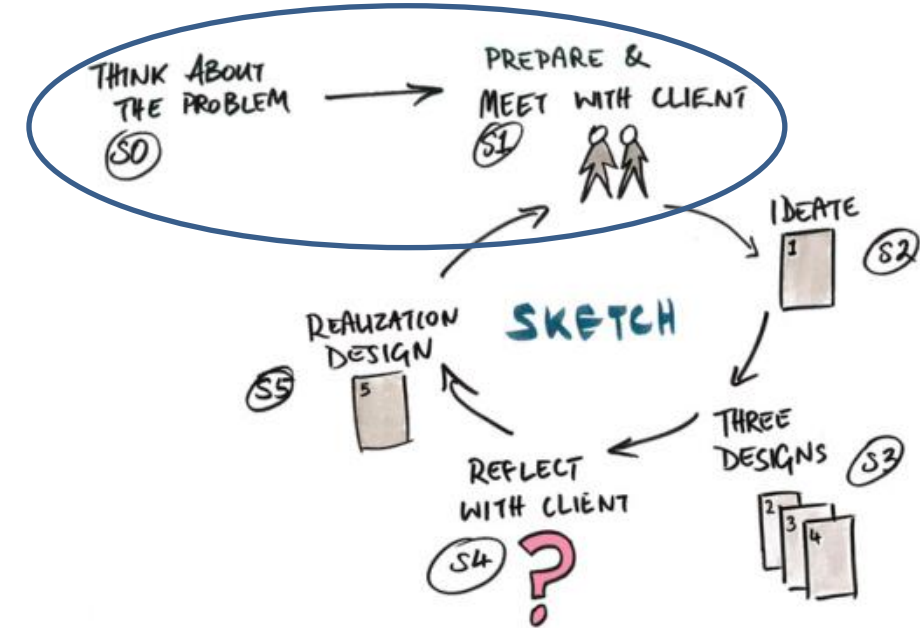 THINK ABOUT
THE PROBLEM
S0
PREPARE &
MEET WITH CLIENT
S1
IDEATE
1
S2
THREE
DESIGNS
S3
2
3
4
REFLECT
WITH CLIENT
S4
?
REALIZATION
DESIGN
S5
5
SKETCH